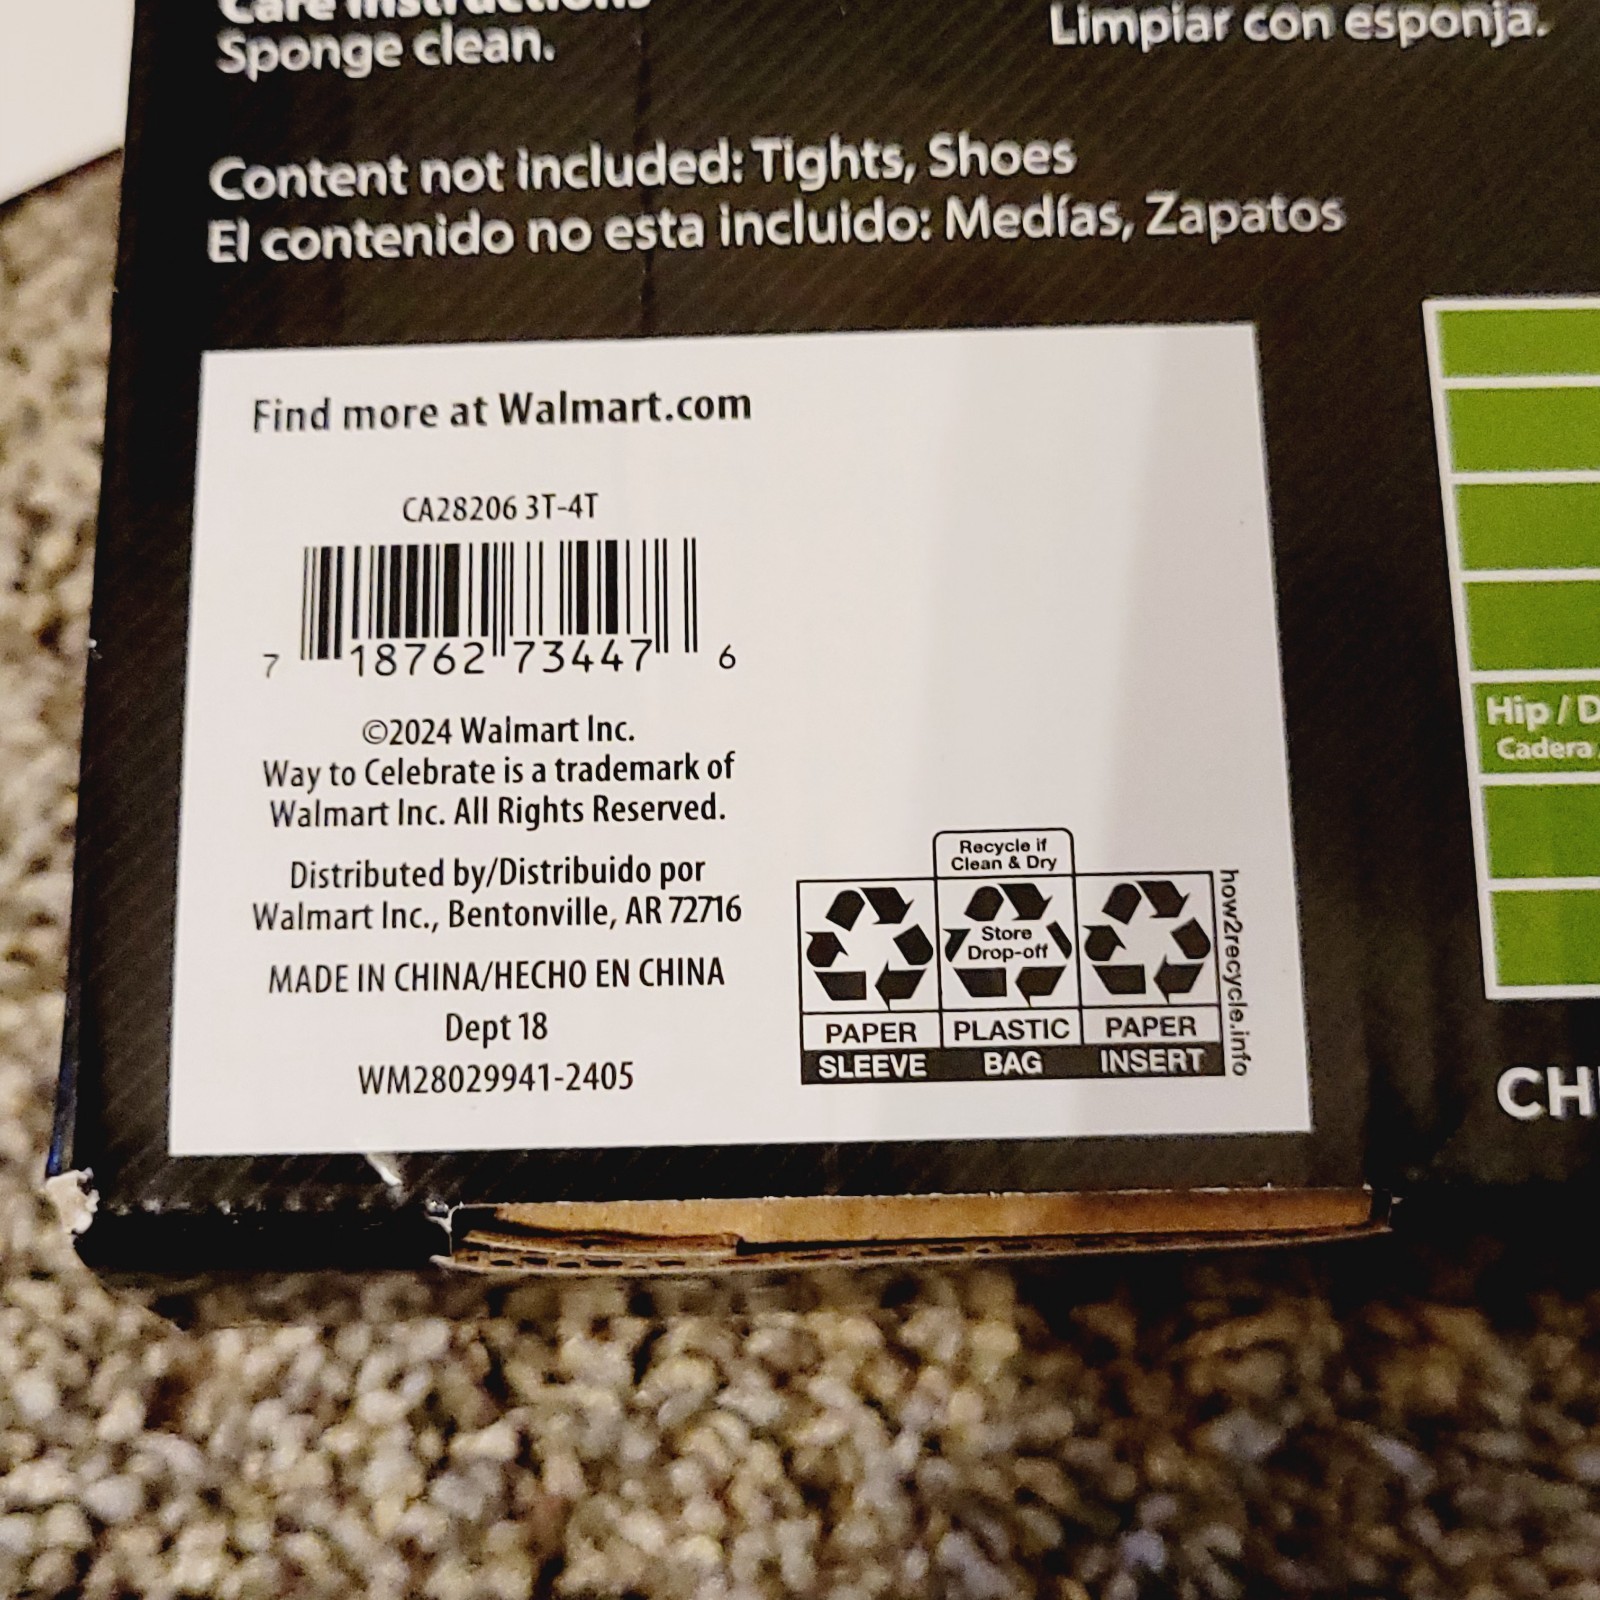 Care Instructions
Sponge clean.
Limpiar con esponja.
Content not included: Tights, Shoes
El contenido no esta incluido: Medías, Zapatos
Find more at Walmart.com
CA28206 3T-4T
7 18762 73447 6
©2024 Walmart Inc.
Way to Celebrate is a trademark of
Walmart Inc. All Rights Reserved.
Distributed by/Distribuido por
Walmart Inc., Bentonville, AR 72716
MADE IN CHINA/HECHO EN CHINA
Dept 18
WM28029941-2405
Recycle if
Clean & Dry
Store
Drop-off
PAPER PLASTIC PAPER
SLEEVE BAG INSERT
how2recycle.info
Hip / D
Cadera
CH